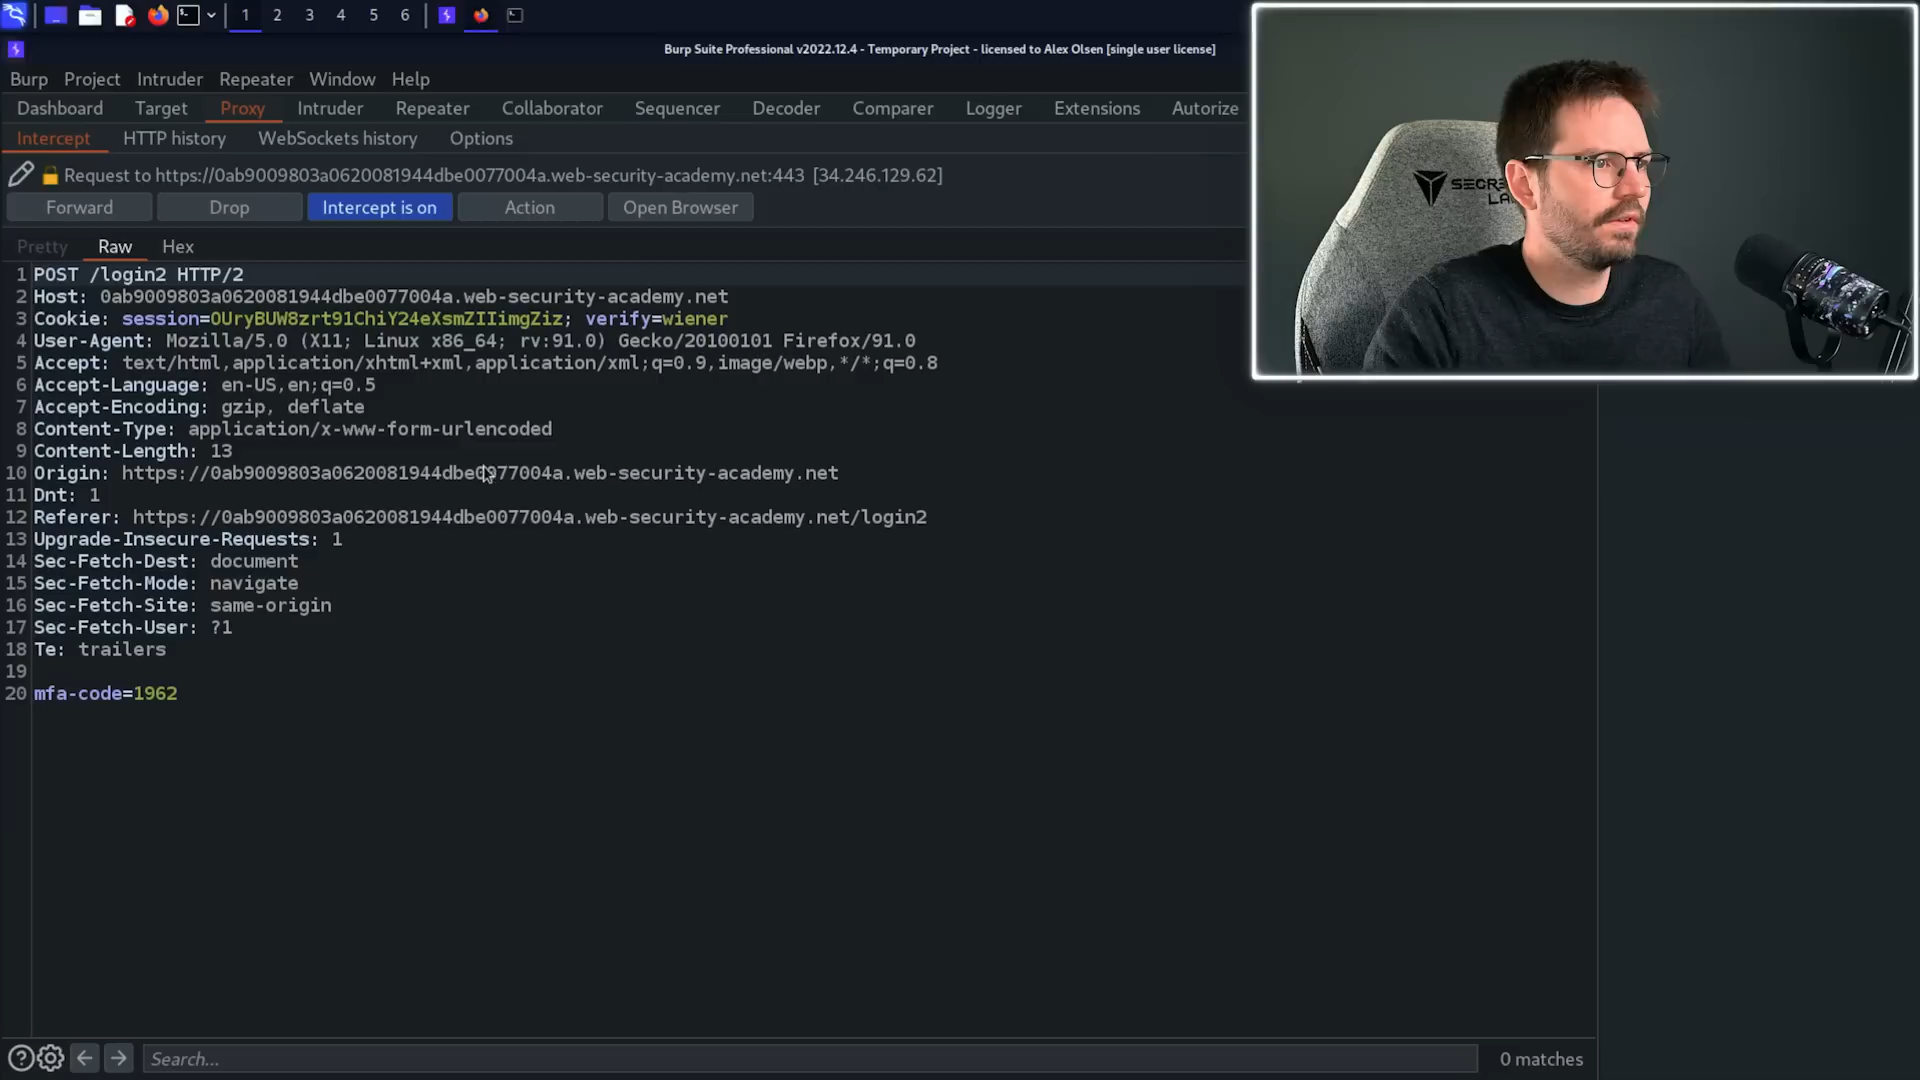 1 2 3 4 5 6
Burp Suite Professional v2022.12.4 - Temporary Project - licensed to Alex Olsen [single user license]
Burp Project Intruder Repeater Window Help
Dashboard Target Proxy Intruder Repeater Collaborator Sequencer Decoder Comparer Logger Extensions Autorize
Intercept HTTP history WebSockets history Options
Request to https://0ab9009803a0620081944dbe0077004a.web-security-academy.net:443 [34.246.129.62]
Forward Drop Intercept is on Action Open Browser
Pretty Raw Hex
1 POST /login2 HTTP/2
2 Host: 0ab9009803a0620081944dbe0077004a.web-security-academy.net
3 Cookie: session=OUryBUW8zrt91ChiY24eXsmZIIimgZiz; verify=wiener
4 User-Agent: Mozilla/5.0 (X11; Linux x86_64; rv:91.0) Gecko/20100101 Firefox/91.0
5 Accept: text/html,application/xhtml+xml,application/xml;q=0.9,image/webp,*/*;q=0.8
6 Accept-Language: en-US,en;q=0.5
7 Accept-Encoding: gzip, deflate
8 Content-Type: application/x-www-form-urlencoded
9 Content-Length: 13
10 Origin: https://0ab9009803a0620081944dbe0077004a.web-security-academy.net
11 Dnt: 1
12 Referer: https://0ab9009803a0620081944dbe0077004a.web-security-academy.net/login2
13 Upgrade-Insecure-Requests: 1
14 Sec-Fetch-Dest: document
15 Sec-Fetch-Mode: navigate
16 Sec-Fetch-Site: same-origin
17 Sec-Fetch-User: ?1
18 Te: trailers
19
20 mfa-code=1962
Search...
0 matches